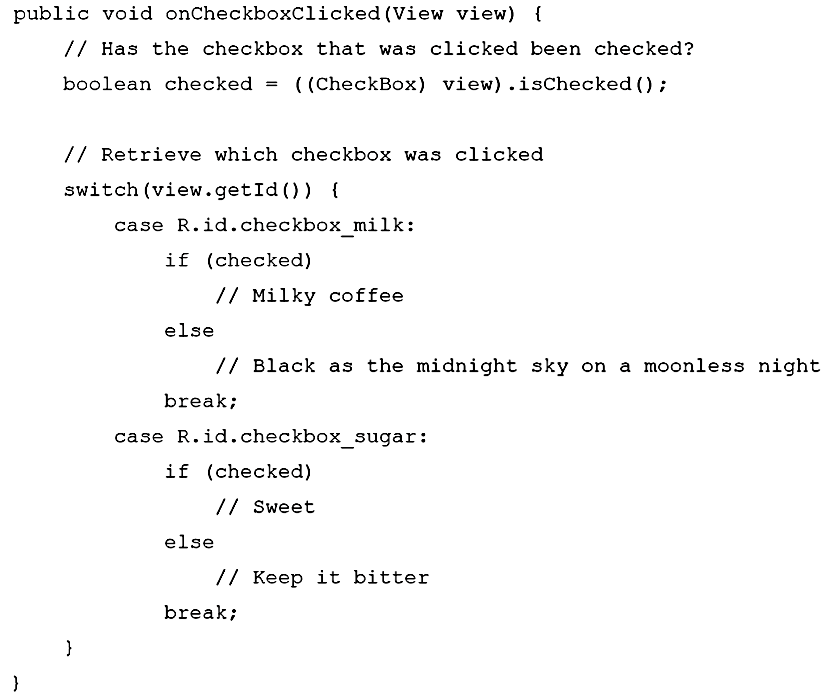 public void onCheckboxClicked(View view) {
    // Has the checkbox that was clicked been checked?
    boolean checked = ((CheckBox) view).isChecked();

    // Retrieve which checkbox was clicked
    switch(view.getId()) {
        case R.id.checkbox_milk:
            if (checked)
                // Milky coffee
            else
                // Black as the midnight sky on a moonless night
            break;
        case R.id.checkbox_sugar:
            if (checked)
                // Sweet
            else
                // Keep it bitter
            break;
    }
}